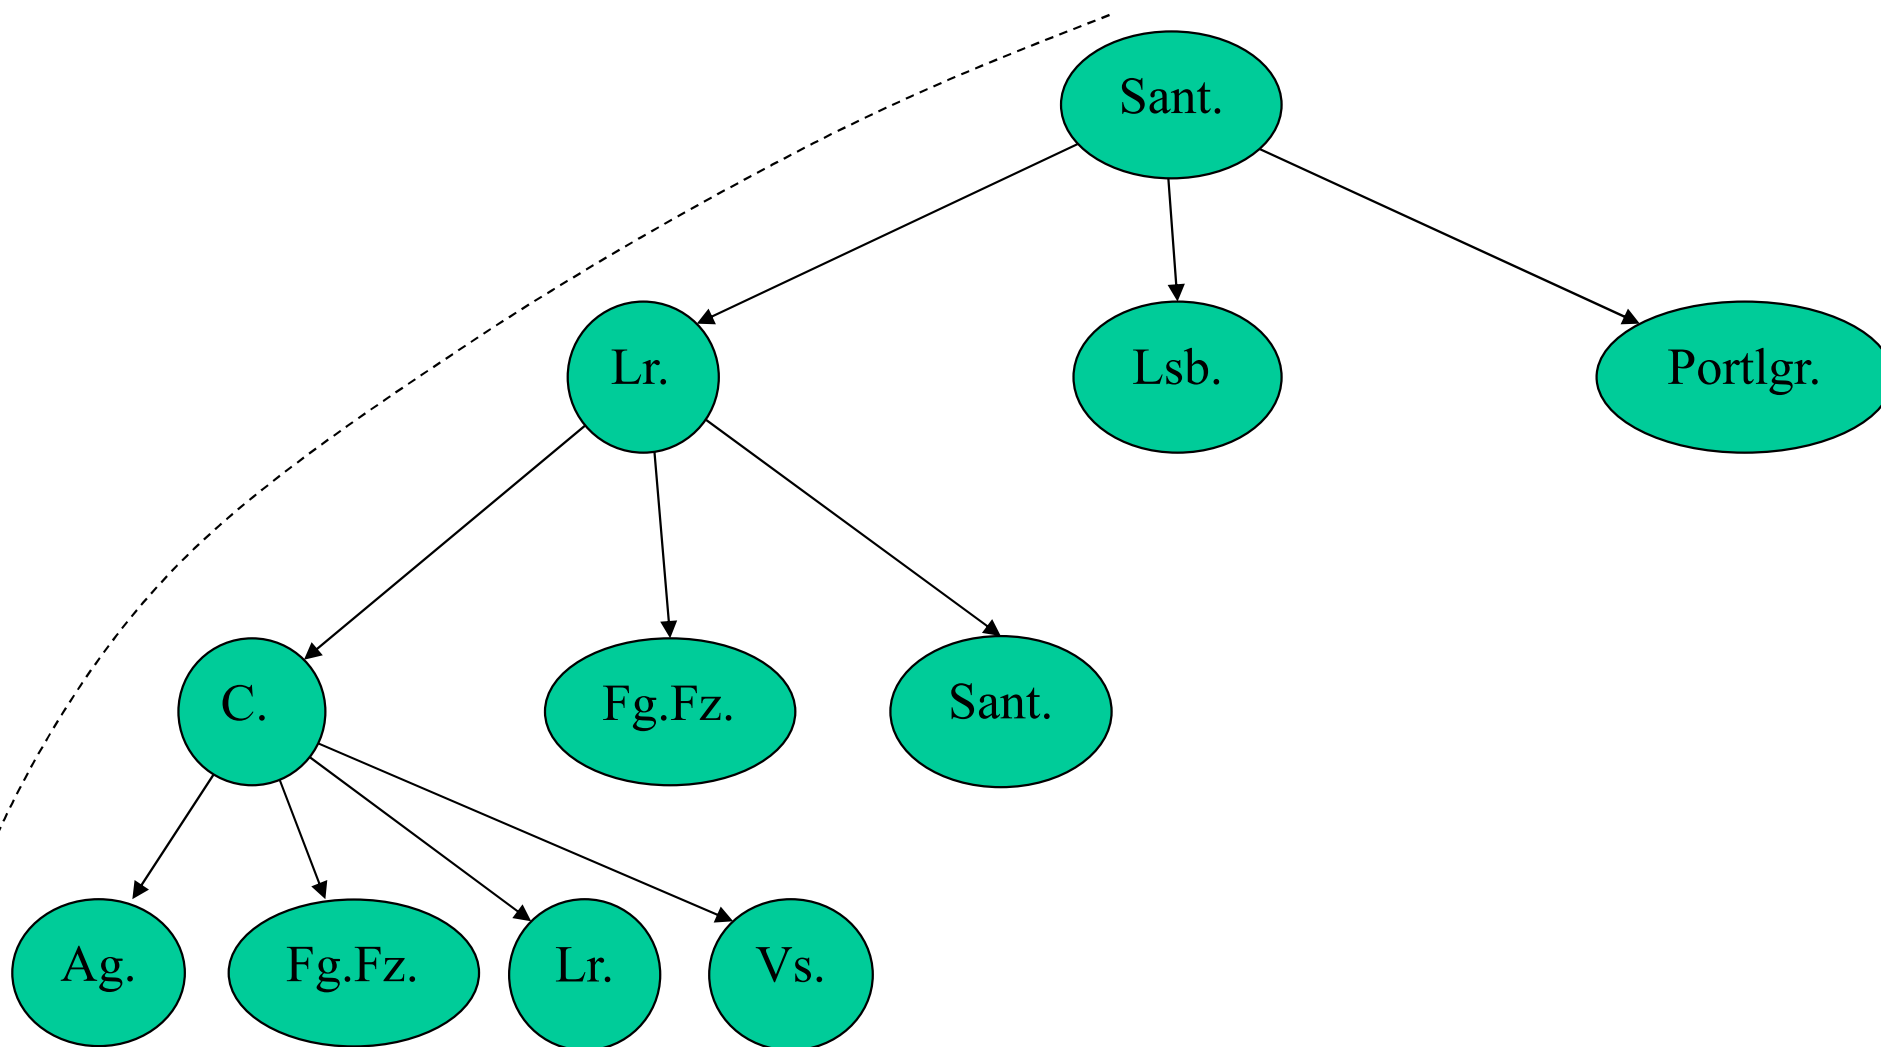 Sant.
Lr.
Lsb.
Portlgr.
C.
Fg.Fz.
Sant.
Ag.
Fg.Fz.
Lr.
Vs.